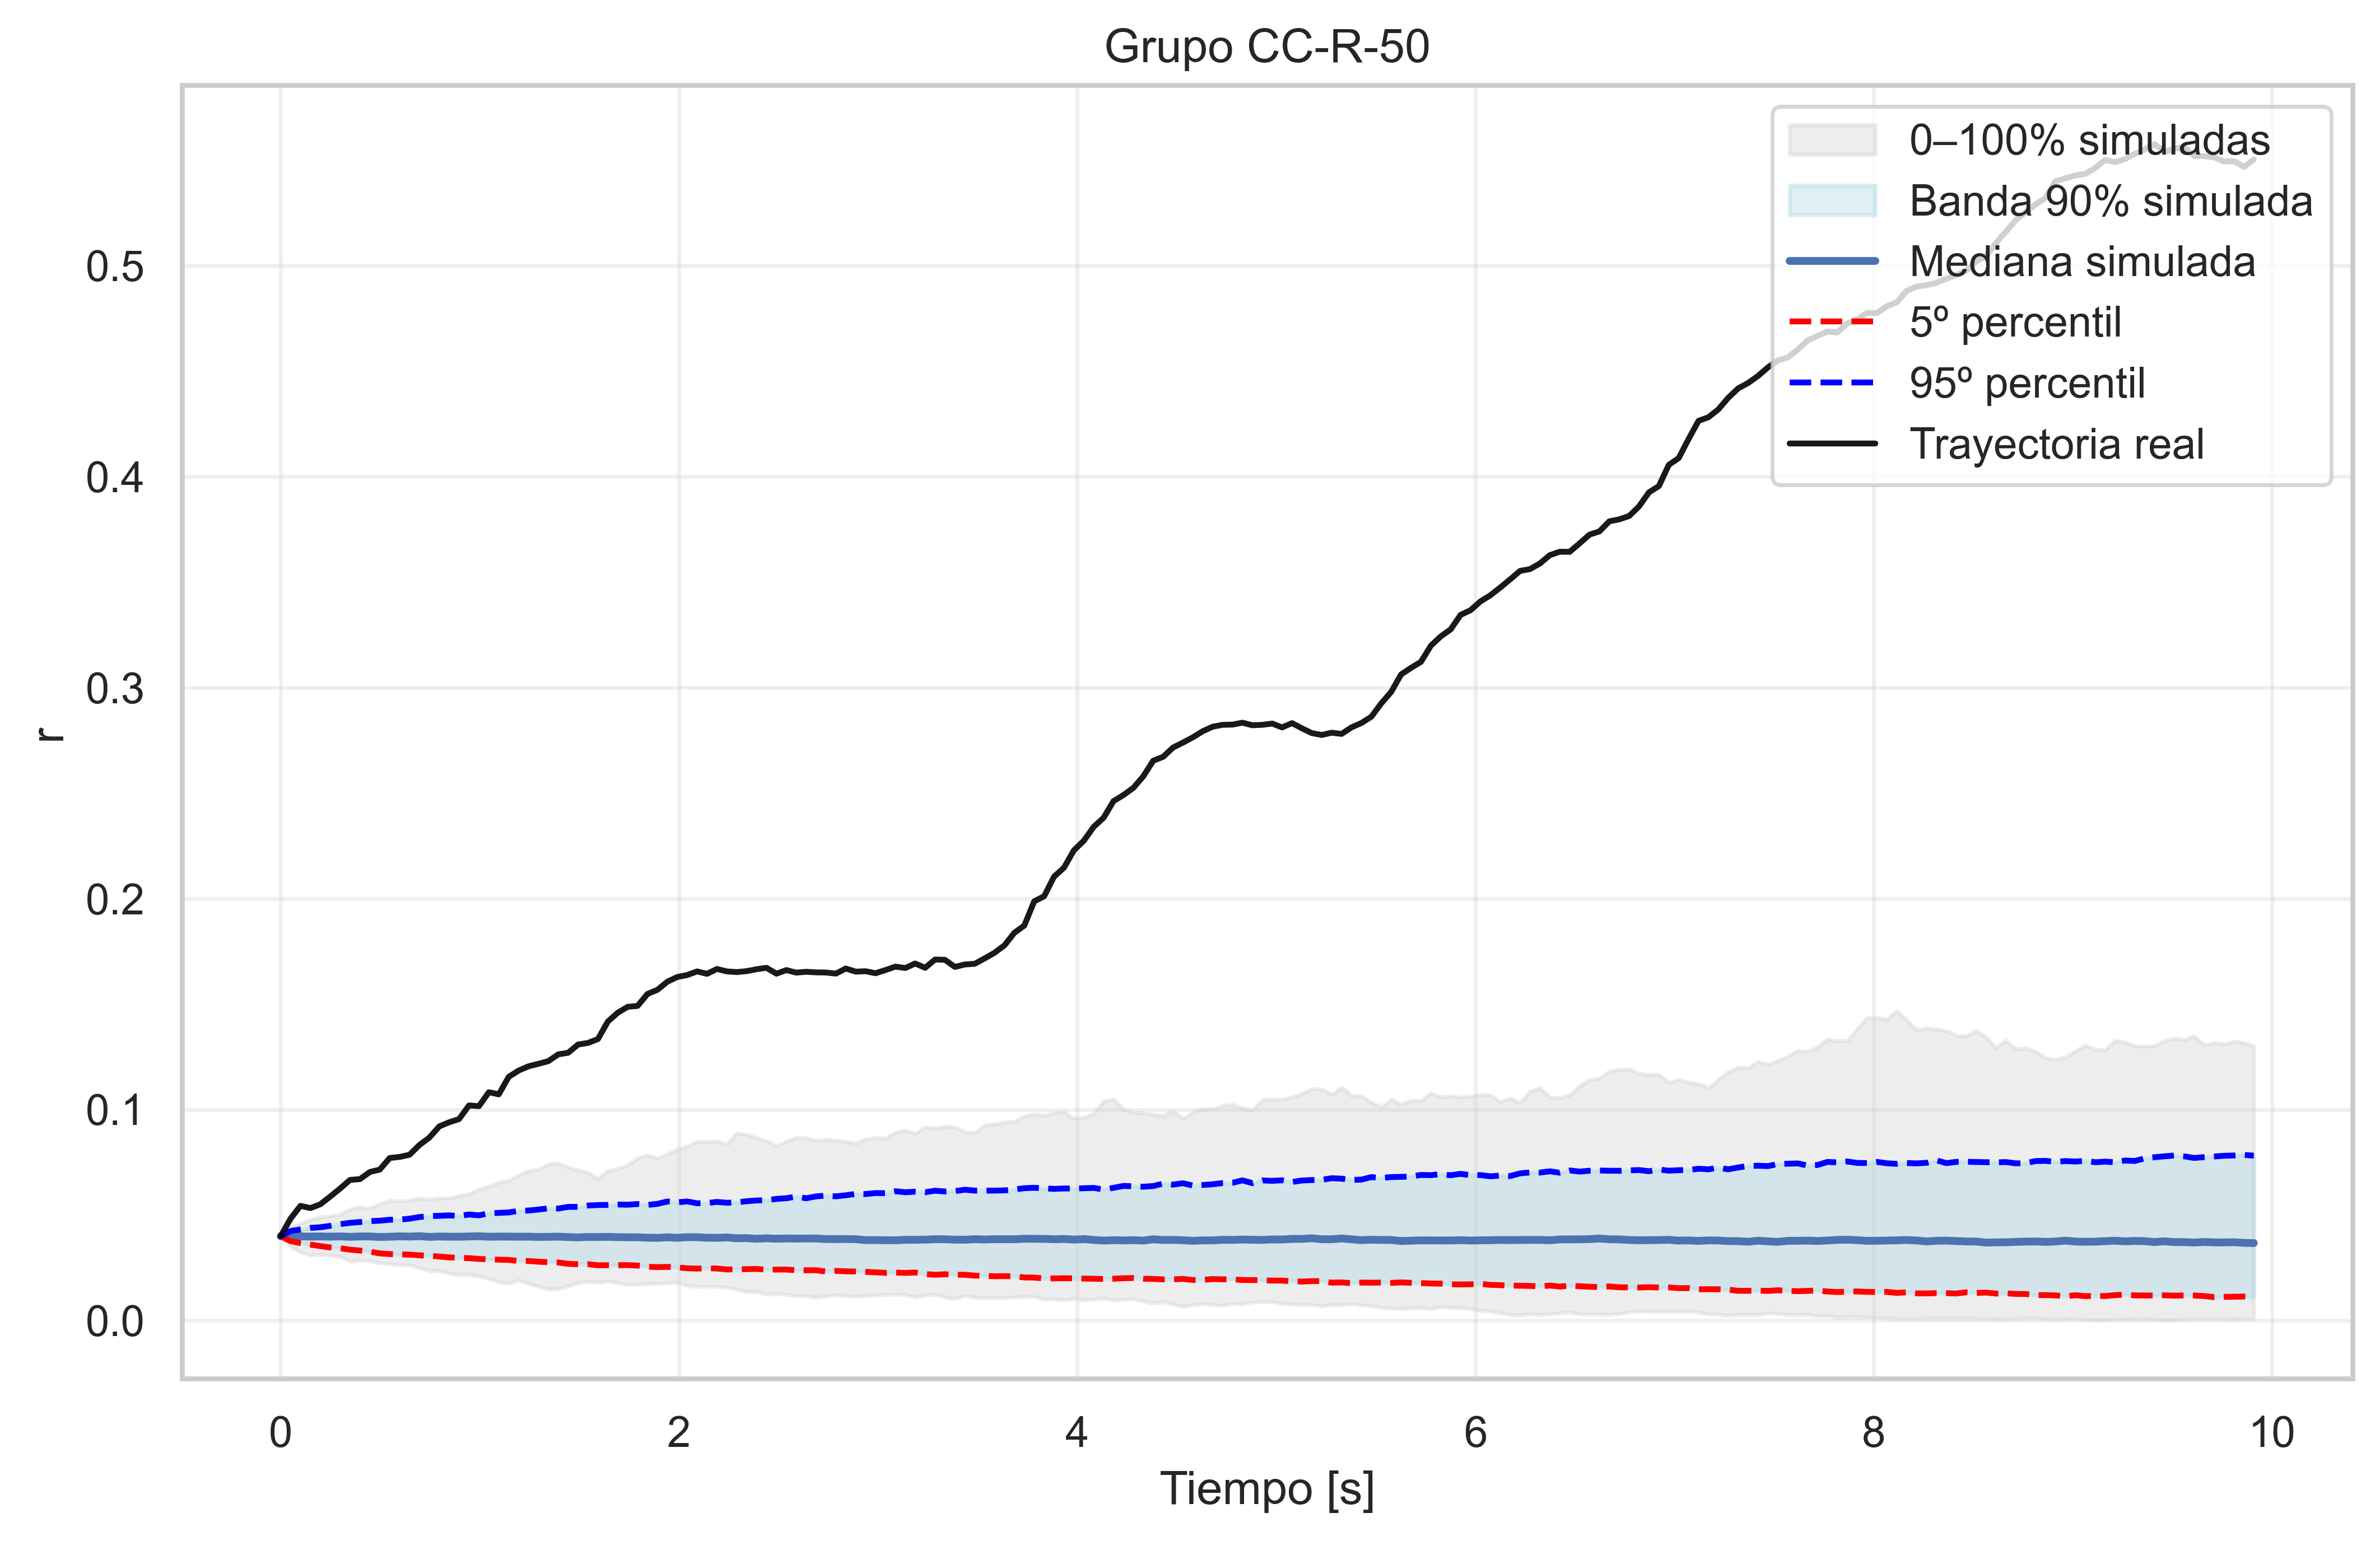 Grupo CC-R-50
0–100% simuladas
Banda 90% simulada
Mediana simulada
5º percentil
95º percentil
Trayectoria real
0.5
0.4
0.3
0.2
0.1
0.0
r
0 2 4 6 8 10
Tiempo [s]